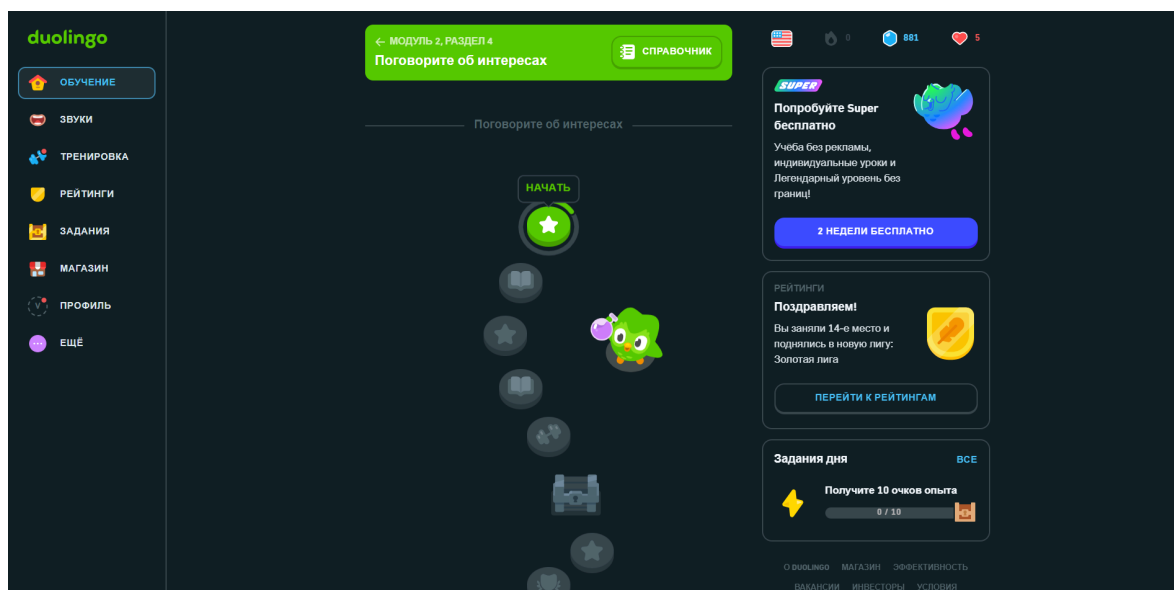 duolingo
ОБУЧЕНИЕ
ЗВУКИ
ТРЕНИРОВКА
РЕЙТИНГИ
ЗАДАНИЯ
МАГАЗИН
V
ПРОФИЛЬ
ЕЩЁ
← МОДУЛЬ 2, РАЗДЕЛ 4
Поговорите об интересах
СПРАВОЧНИК
Поговорите об интересах
НАЧАТЬ
0
881
5
SUPER
Попробуйте Super
бесплатно
Учёба без рекламы,
индивидуальные уроки и
Легендарный уровень без
границ!
2 НЕДЕЛИ БЕСПЛАТНО
РЕЙТИНГИ
Поздравляем!
Вы заняли 14-е место и
поднялись в новую лигу:
Золотая лига
ПЕРЕЙТИ К РЕЙТИНГАМ
Задания дня
ВСЕ
Получите 10 очков опыта
0 / 10
О DUOLINGO МАГАЗИН ЭФФЕКТИВНОСТЬ
ВАКАНСИИ ИНВЕСТОРЫ УСЛОВИЯ